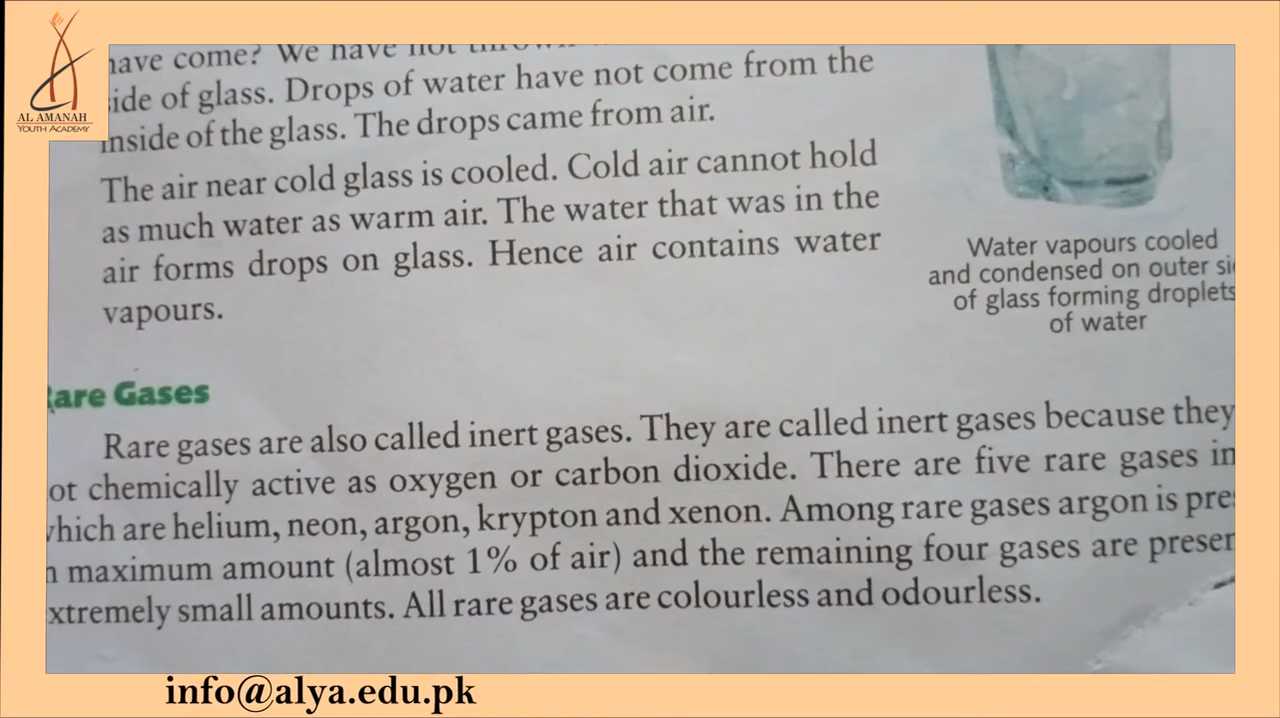 AL AMANAH
YOUTH ACADEMY
have come? We have not thrown
side of glass. Drops of water have not come from the
inside of the glass. The drops came from air.
The air near cold glass is cooled. Cold air cannot hold
as much water as warm air. The water that was in the
air forms drops on glass. Hence air contains water
vapours.
Water vapours cooled
and condensed on outer si
of glass forming droplets
of water
Rare Gases
Rare gases are also called inert gases. They are called inert gases because they
ot chemically active as oxygen or carbon dioxide. There are five rare gases in
which are helium, neon, argon, krypton and xenon. Among rare gases argon is pre
n maximum amount (almost 1% of air) and the remaining four gases are presen
xtremely small amounts. All rare gases are colourless and odourless.
info@alya.edu.pk